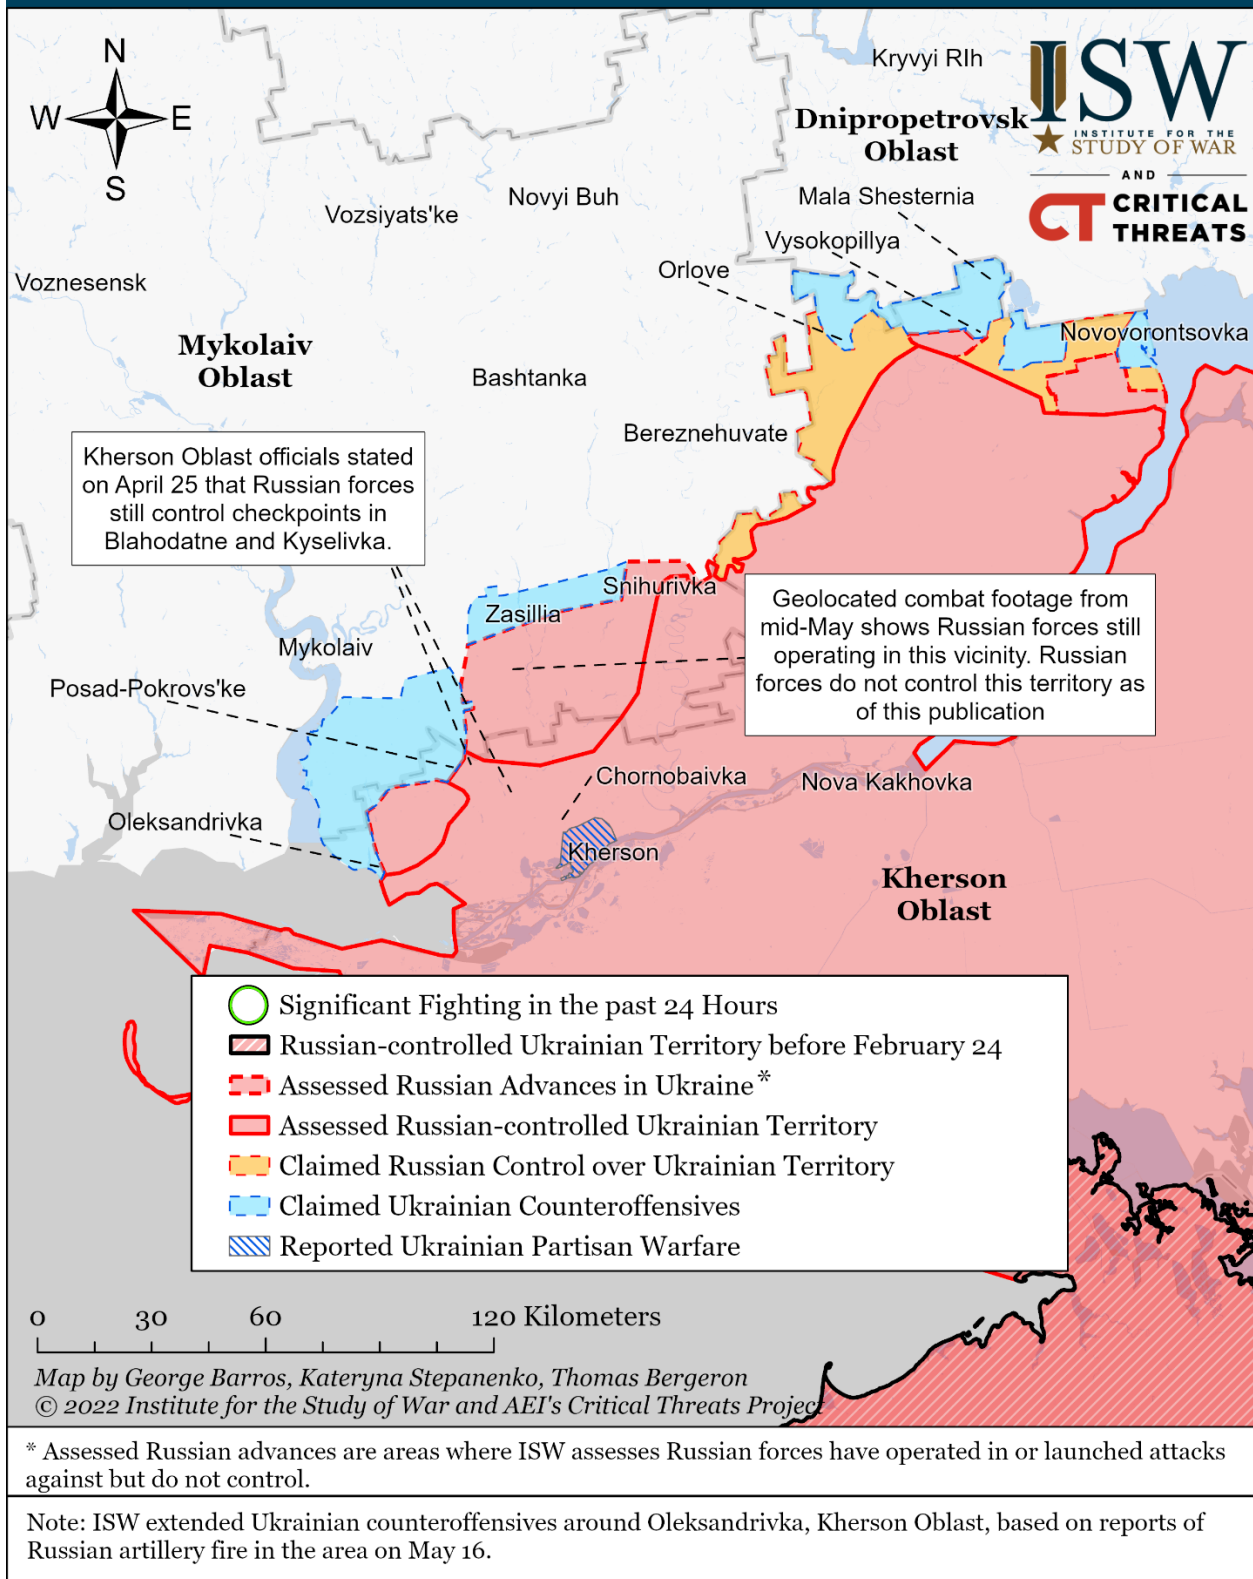 N
W E
S
Kryvyi RIh
ISW
INSTITUTE FOR THE
STUDY OF WAR
AND
CT CRITICAL
THREATS
Dnipropetrovsk
Oblast
Mala Shesternia
Novyi Buh
Vozsiyats'ke
Vysokopillya
Orlove
Voznesensk
Novovorontsovka
Mykolaiv
Oblast
Bashtanka
Bereznehuvate
Kherson Oblast officials stated
on April 25 that Russian forces
still control checkpoints in
Blahodatne and Kyselivka.
Snihurivka
Zasillia
Geolocated combat footage from
mid-May shows Russian forces still
operating in this vicinity. Russian
forces do not control this territory as
of this publication
Mykolaiv
Posad-Pokrovs'ke
Chornobaivka
Nova Kakhovka
Oleksandrivka
Kherson
Kherson
Oblast
Significant Fighting in the past 24 Hours
Russian-controlled Ukrainian Territory before February 24
Assessed Russian Advances in Ukraine*
Assessed Russian-controlled Ukrainian Territory
Claimed Russian Control over Ukrainian Territory
Claimed Ukrainian Counteroffensives
Reported Ukrainian Partisan Warfare
0 30 60 120 Kilometers
Map by George Barros, Kateryna Stepanenko, Thomas Bergeron
© 2022 Institute for the Study of War and AEI's Critical Threats Project
* Assessed Russian advances are areas where ISW assesses Russian forces have operated in or launched attacks
against but do not control.
Note: ISW extended Ukrainian counteroffensives around Oleksandrivka, Kherson Oblast, based on reports of
Russian artillery fire in the area on May 16.